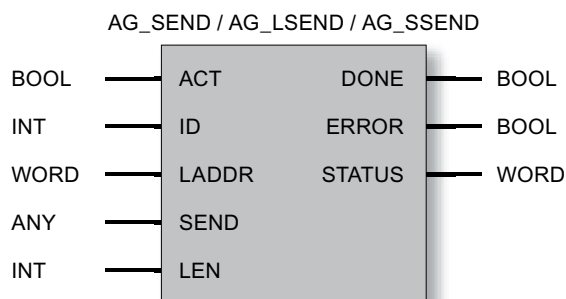 AG_SEND / AG_LSEND / AG_SSEND
BOOL ACT DONE BOOL
INT ID ERROR BOOL
WORD LADDR STATUS WORD
ANY SEND
INT LEN